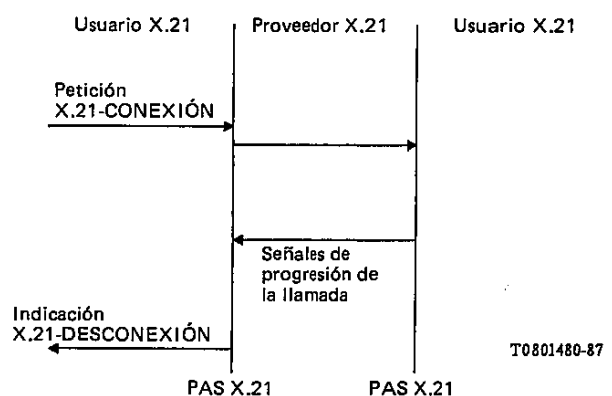 Usuario X.21
Proveedor X.21
Usuario X.21
Petición
X.21-CONEXIÓN
Señales de
progresión de
la llamada
Indicación
X.21-DESCONEXIÓN
T0801480-87
PAS X.21
PAS X.21